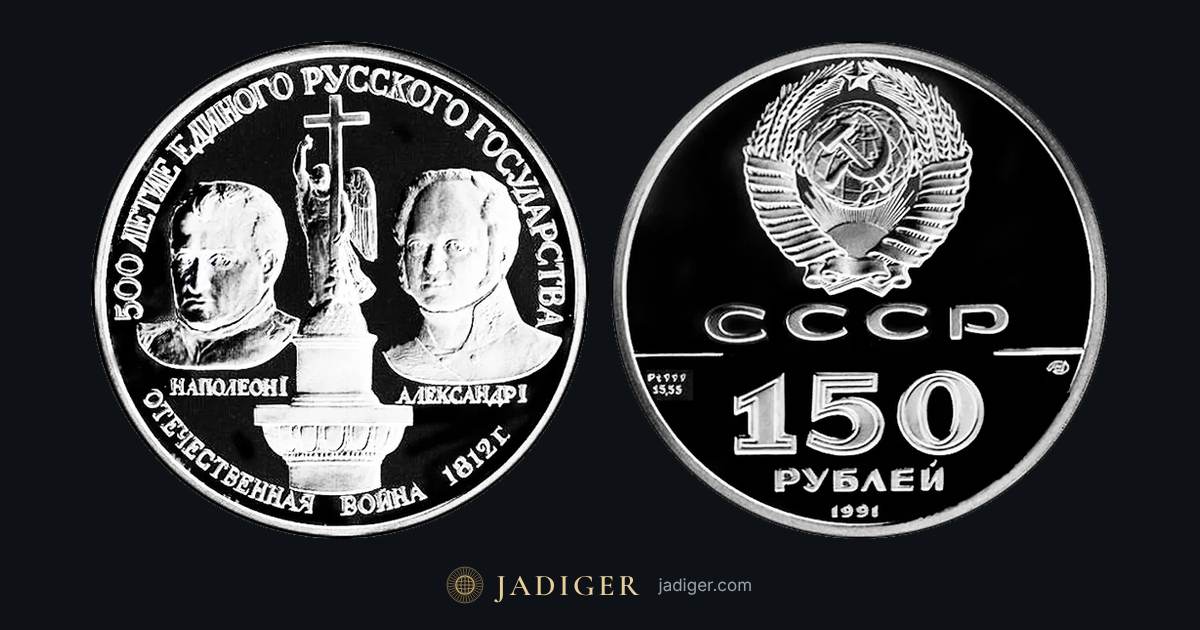 500 ЛЕТИЕ ЕДИНОГО РУССКОГО ГОСУДАРСТВА
НАПОЛЕОН I
АЛЕКСАНДР I
ОТЕЧЕСТВЕННАЯ ВОЙНА 1812 Г.
СССР
Pt 999
15,55
150
РУБЛЕЙ
1991
JADIGER jadiger.com